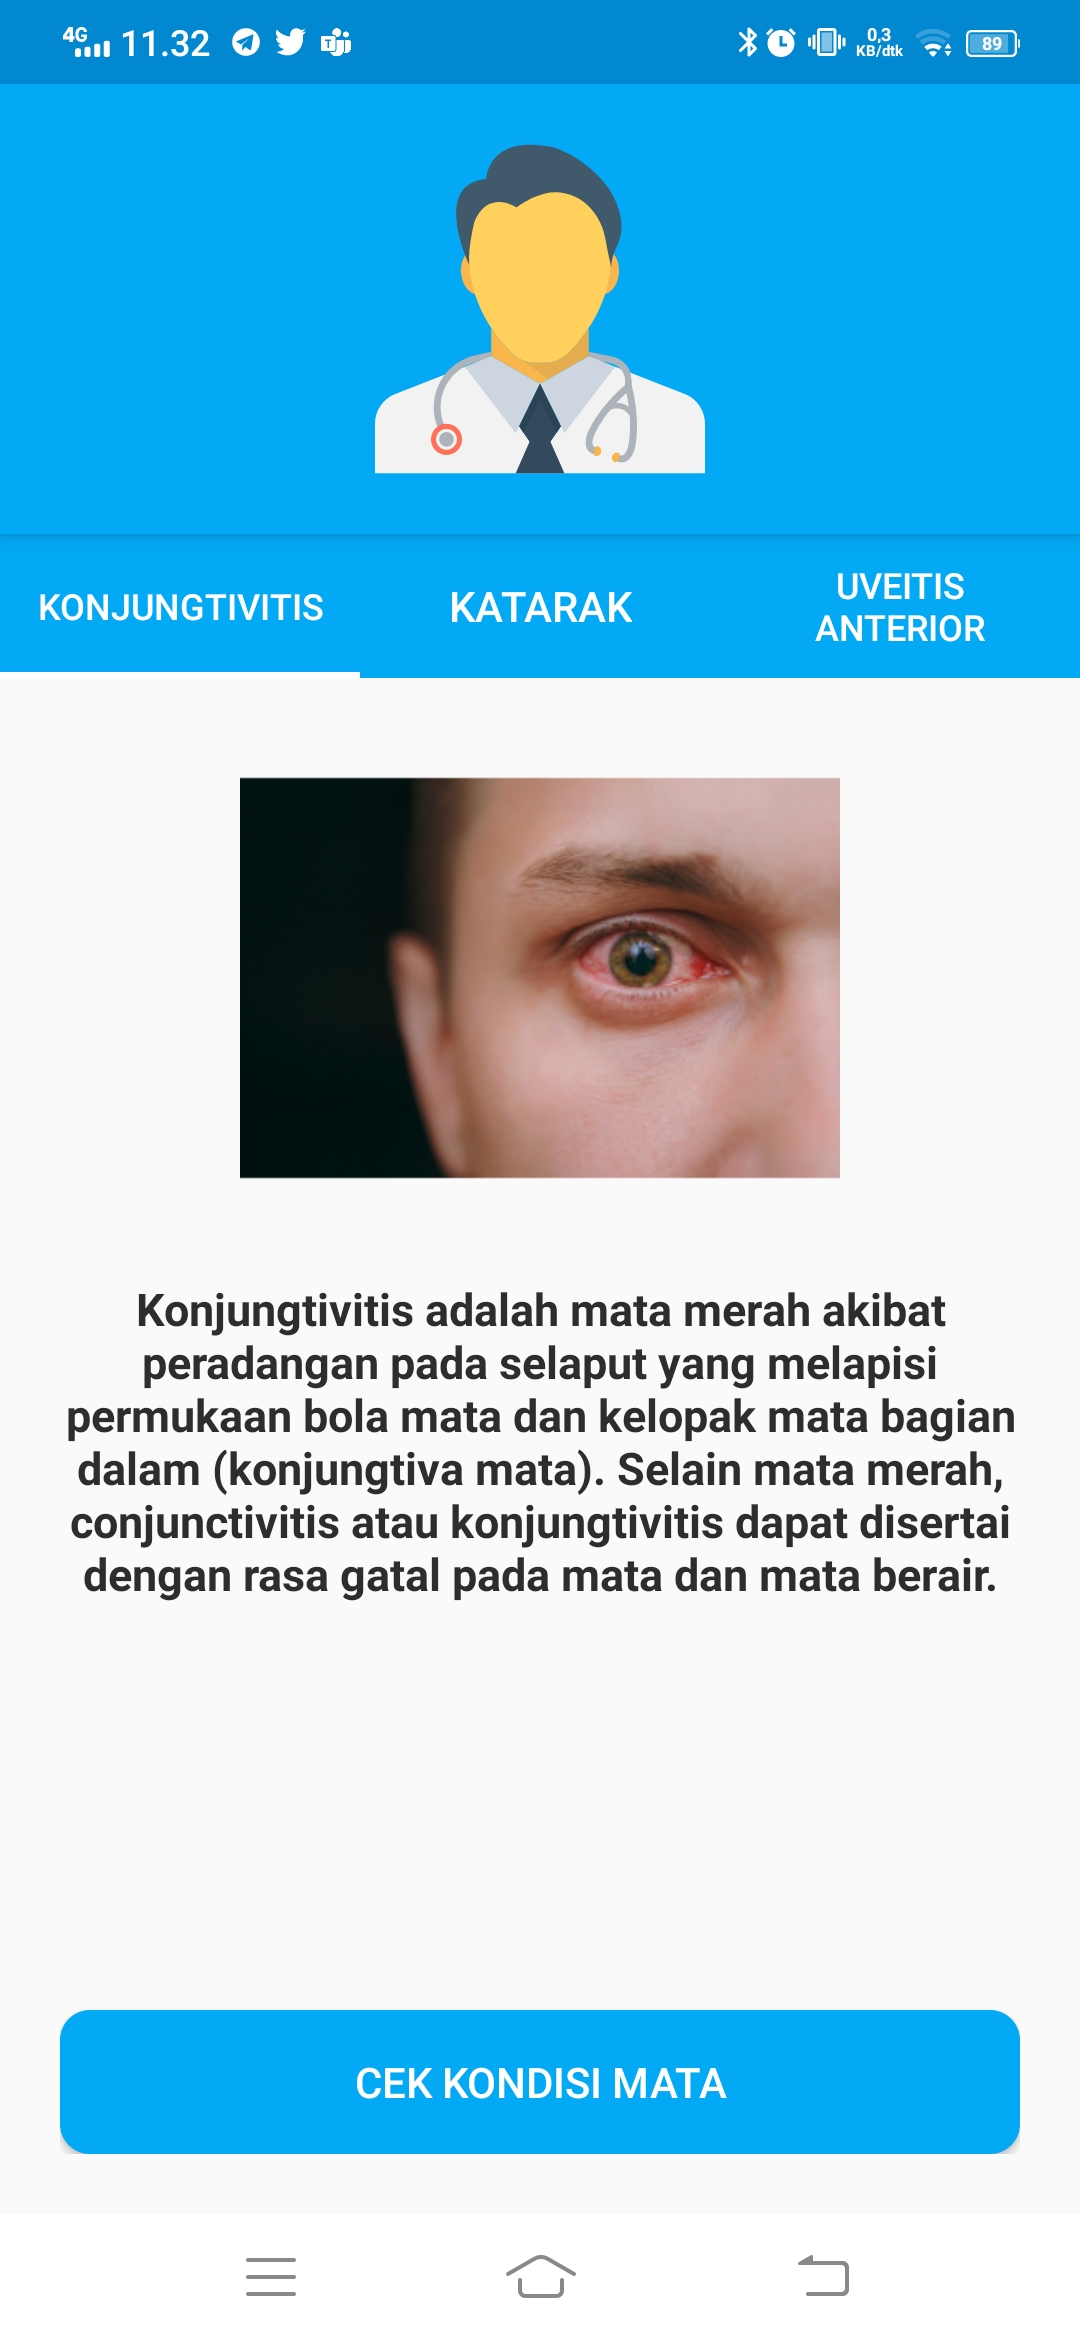 4G 11.32 0,3 KB/dtk 89
KONJUNGTIVITIS KATARAK UVEITIS ANTERIOR
Konjungtivitis adalah mata merah akibat
peradangan pada selaput yang melapisi
permukaan bola mata dan kelopak mata bagian
dalam (konjungtiva mata). Selain mata merah,
conjunctivitis atau konjungtivitis dapat disertai
dengan rasa gatal pada mata dan mata berair.
CEK KONDISI MATA